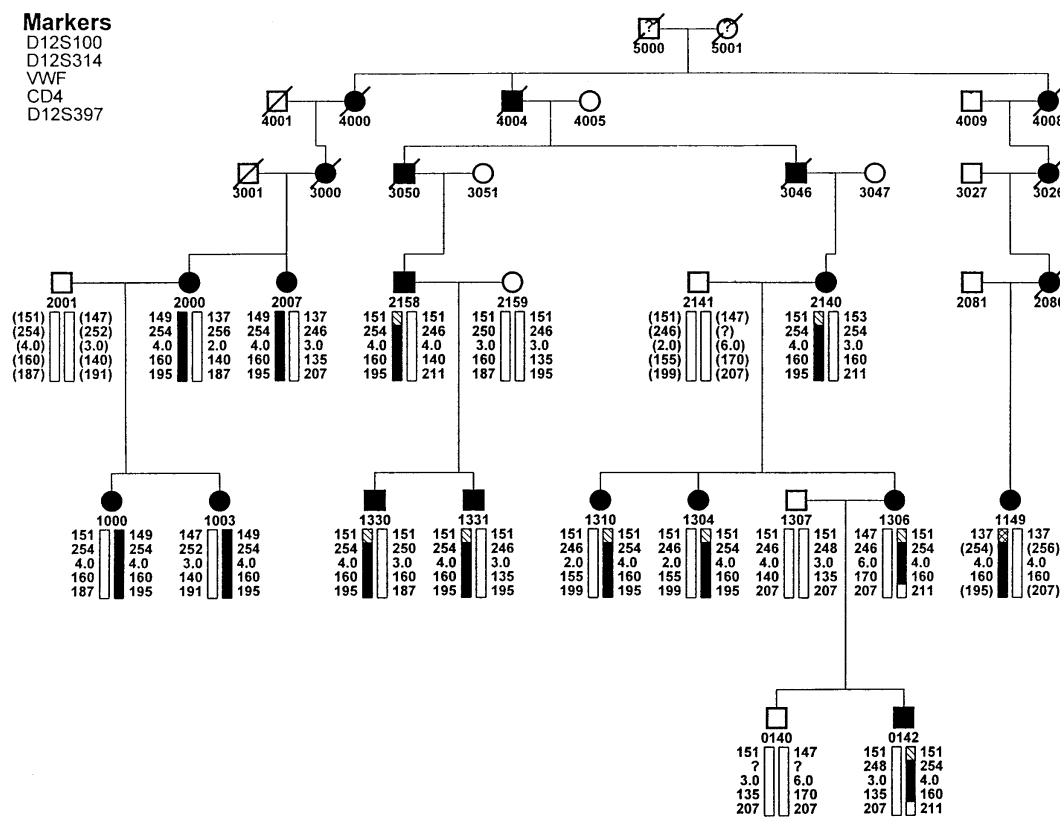 Markers
D12S100
D12S314
VWF
CD4
D12S397
? ?
5000 5001
4001 4000 4004 4005 4009 4008
3001 3000 3050 3051 3046 3047 3027 3026
2001 2000 2007 2158 2159 2141 2140 2081 2080
(151) (147) 149 137 149 137 151 151 151 151 (151) (147) 151 153
(254) (252) 254 256 254 246 254 246 250 246 (246) (?) 254 254
(4.0) (3.0) 4.0 2.0 4.0 3.0 4.0 4.0 3.0 3.0 (2.0) (6.0) 4.0 3.0
(160) (140) 160 140 160 135 160 140 160 135 (155) (170) 160 160
(187) (191) 195 187 195 207 195 211 187 195 (199) (207) 195 211
1000 1003 1330 1331 1310 1304 1307 1306 1149
151 149 147 149 151 151 151 151 151 151 151 151 151 151 147 151 137 137
254 254 252 254 254 250 254 246 246 254 246 254 246 248 246 254 (254) (256)
4.0 4.0 3.0 4.0 4.0 3.0 4.0 3.0 2.0 4.0 2.0 4.0 4.0 3.0 6.0 4.0 4.0 4.0
160 160 140 160 160 160 160 135 155 160 155 160 140 135 170 160 160 160
187 195 191 195 195 187 195 195 199 195 199 195 207 207 207 211 (195) (207)
0140 0142
151 147 151 151
? ? 248 254
3.0 6.0 3.0 4.0
135 170 135 160
207 207 207 211